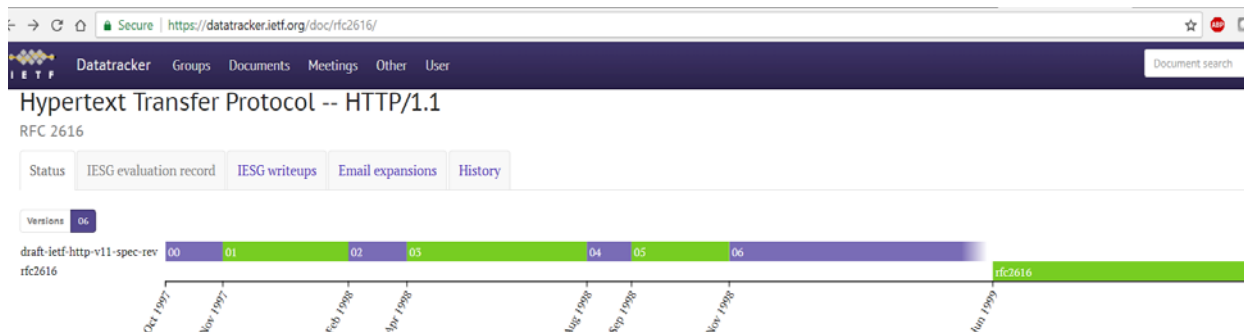 Secure | https://datatracker.ietf.org/doc/rfc2616/ ABP
IETF Datatracker Groups Documents Meetings Other User Document search
Hypertext Transfer Protocol -- HTTP/1.1
RFC 2616
Status IESG evaluation record IESG writeups Email expansions History
Versions 06
draft-ietf-http-v11-spec-rev 00 01 02 03 04 05 06
rfc2616 rfc2616
Oct 1997 Nov 1997 Feb 1998 Apr 1998 Aug 1998 Sep 1998 Nov 1998 Jun 1999